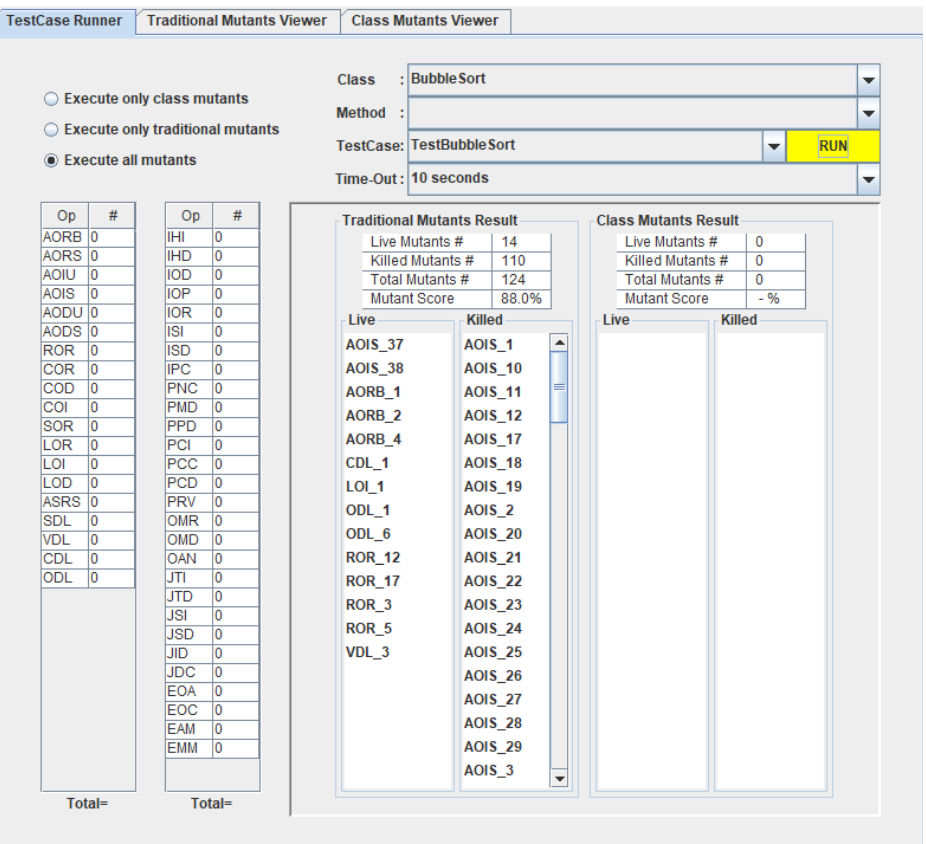 TestCase Runner Traditional Mutants Viewer Class Mutants Viewer
Class : BubbleSort
Execute only class mutants
Method :
Execute only traditional mutants
TestCase: TestBubbleSort RUN
Execute all mutants
Time-Out : 10 seconds
Op #
AORB 0
AORS 0
AOIU 0
AOIS 0
AODU 0
AODS 0
ROR 0
COR 0
COD 0
COI 0
SOR 0
LOR 0
LOI 0
LOD 0
ASRS 0
SDL 0
VDL 0
CDL 0
ODL 0
Total=
Op #
IHI 0
IHD 0
IOD 0
IOP 0
IOR 0
ISI 0
ISD 0
IPC 0
PNC 0
PMD 0
PPD 0
PCI 0
PCC 0
PCD 0
PRV 0
OMR 0
OMD 0
OAN 0
JTI 0
JTD 0
JSI 0
JSD 0
JID 0
JDC 0
EOA 0
EOC 0
EAM 0
EMM 0
Total=
Traditional Mutants Result
Live Mutants # 14
Killed Mutants # 110
Total Mutants # 124
Mutant Score 88.0%
Live
AOIS_37
AOIS_38
AORB_1
AORB_2
AORB_4
CDL_1
LOI_1
ODL_1
ODL_6
ROR_12
ROR_17
ROR_3
ROR_5
VDL_3
Killed
AOIS_1
AOIS_10
AOIS_11
AOIS_12
AOIS_17
AOIS_18
AOIS_19
AOIS_2
AOIS_20
AOIS_21
AOIS_22
AOIS_23
AOIS_24
AOIS_25
AOIS_26
AOIS_27
AOIS_28
AOIS_29
AOIS_3
Class Mutants Result
Live Mutants # 0
Killed Mutants # 0
Total Mutants # 0
Mutant Score - %
Live
Killed